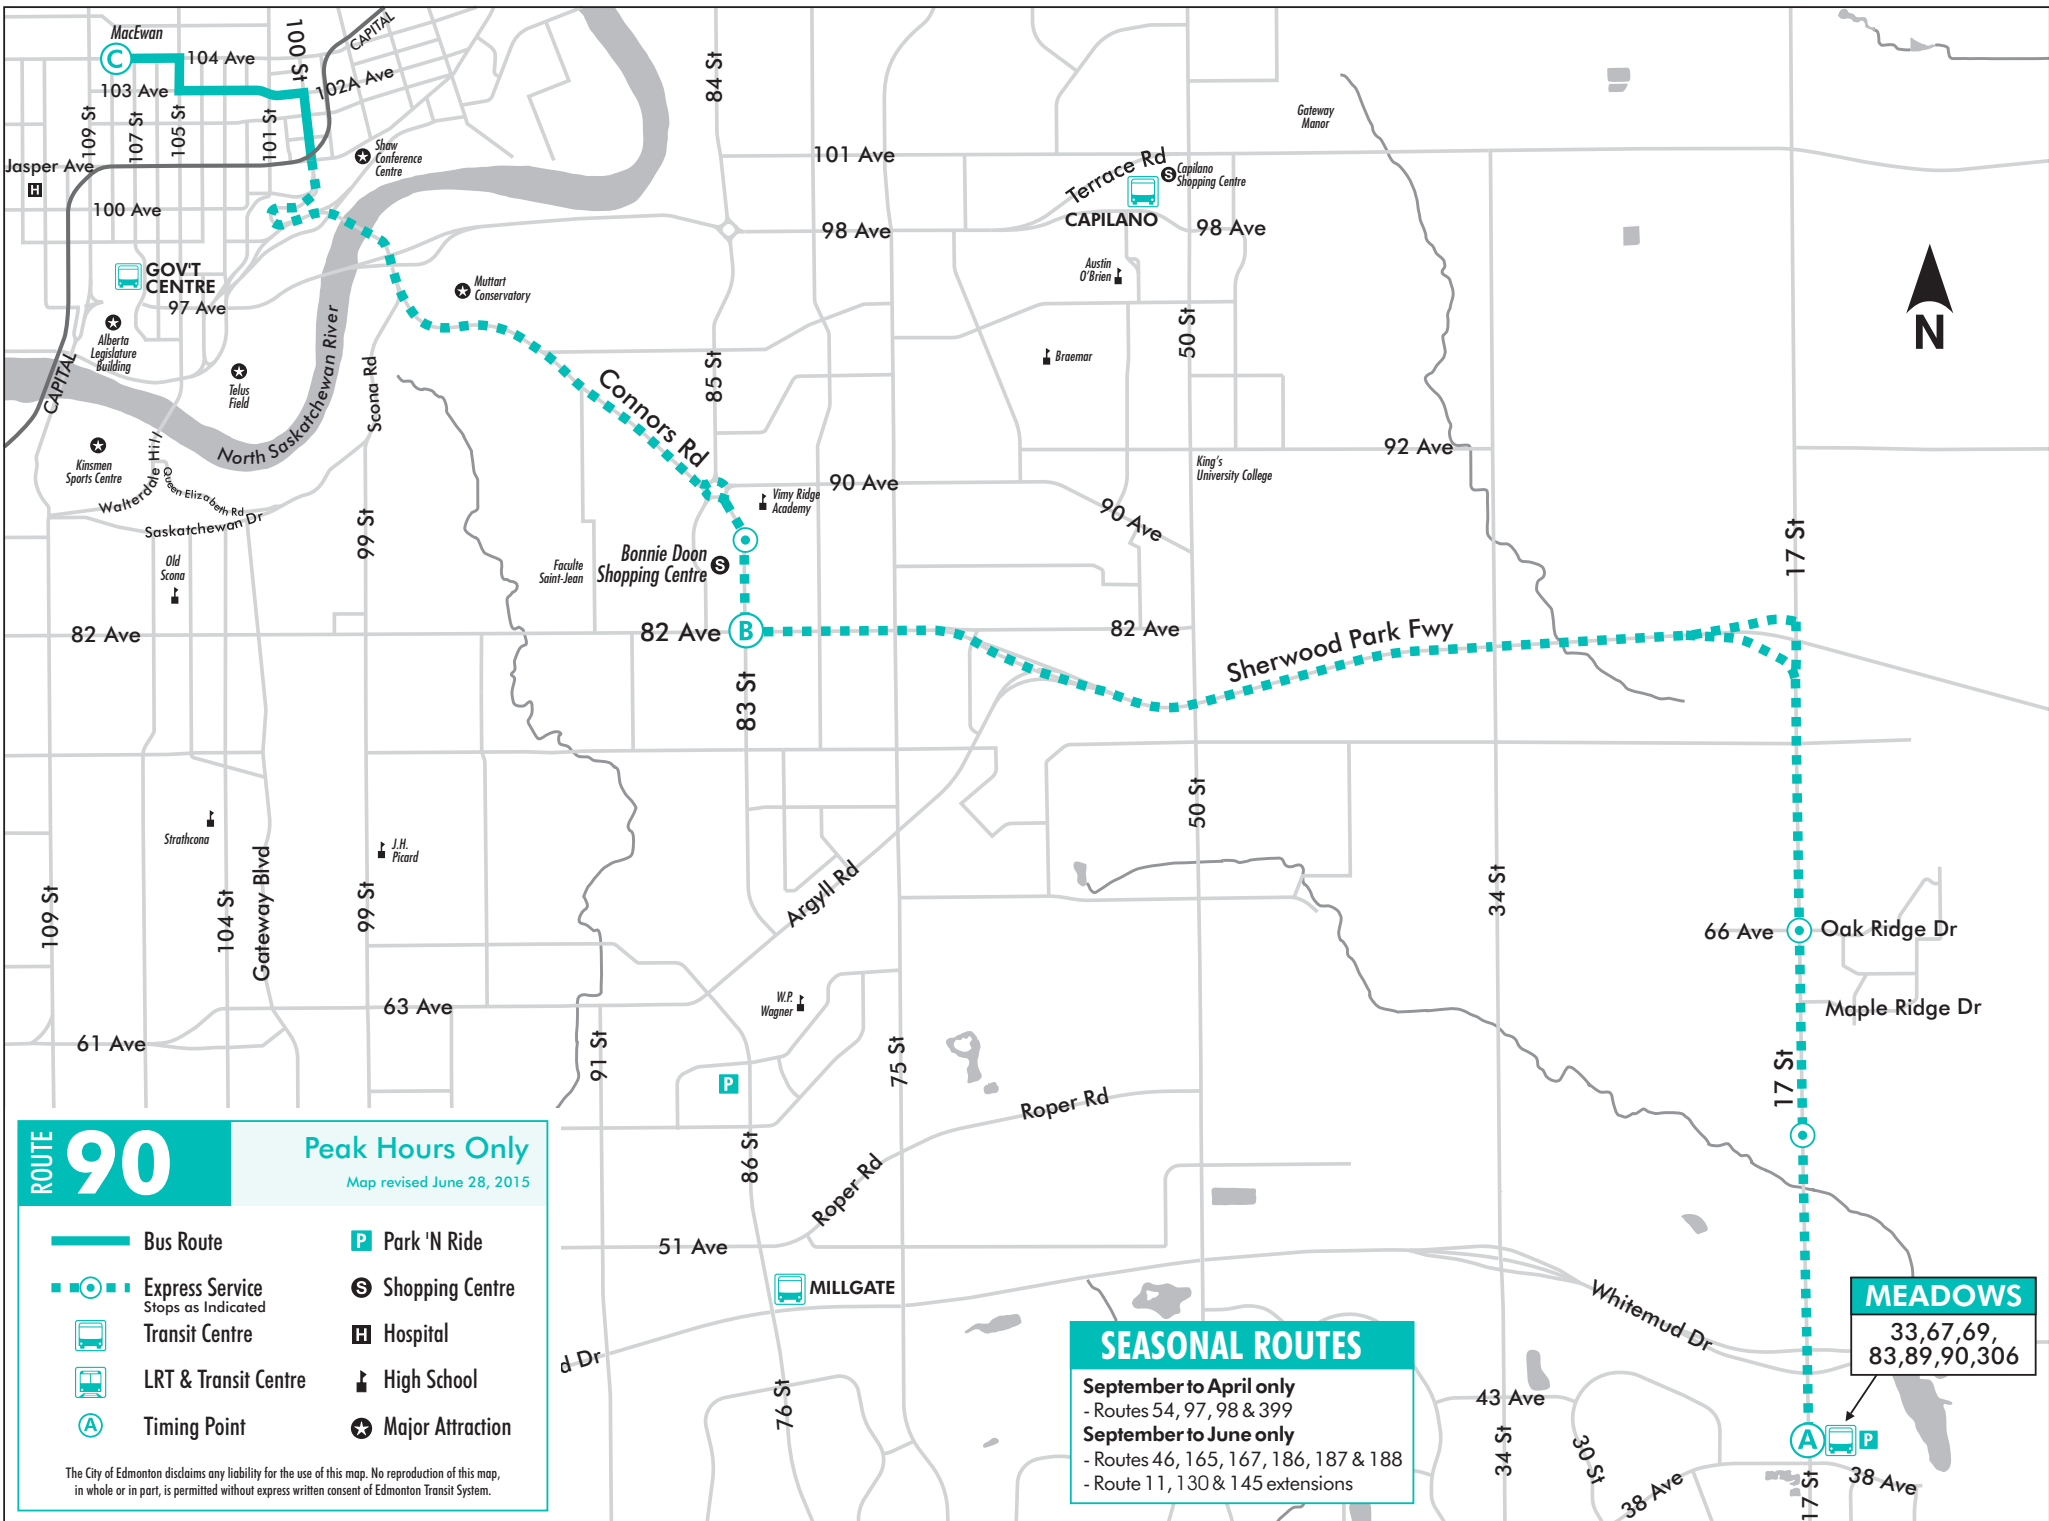 MacEwan
C
104 Ave
100 St
CAPITAL
103 Ave
102A Ave
109 St
107 St
105 St
101 St
84 St
Jasper Ave
H
Shaw
Conference
Centre
101 Ave
Terrace Rd
S
Capilano
Shopping Centre
Gateway
Manor
100 Ave
CAPILANO
98 Ave
98 Ave
GOV'T
CENTRE
97 Ave
Muttart
Conservatory
Austin
O'Brien
N
Alberta
Legislature
Building
Telus
Field
CAPITAL
North Saskatchewan River
Scona Rd
85 St
50 St
Braemar
Connors Rd
Kinsmen
Sports Centre
Walterdale Hill
Queen Elizabeth Rd
Saskatchewan Dr
92 Ave
King's
University College
90 Ave
90 Ave
Vimy Ridge
Academy
99 St
17 St
Old
Scona
Faculte
Saint-Jean
Bonnie Doon
Shopping Centre
S
82 Ave
82 Ave
B
82 Ave
Sherwood Park Fwy
83 St
50 St
Strathcona
J.H.
Picard
109 St
104 St
Gateway Blvd
99 St
Argyll Rd
34 St
66 Ave
Oak Ridge Dr
Maple Ridge Dr
W.P.
Wagner
63 Ave
61 Ave
91 St
P
75 St
17 St
Roper Rd
86 St
Roper Rd
51 Ave
MILLGATE
d Dr
76 St
Whitemud Dr
43 Ave
34 St
30 St
38 Ave
A
P
38 Ave
17 St
MEADOWS
33,67,69,
83,89,90,306
SEASONAL ROUTES
September to April only
- Routes 54, 97, 98 & 399
September to June only
- Routes 46, 165, 167, 186, 187 & 188
- Route 11, 130 & 145 extensions
ROUTE 90
Peak Hours Only
Map revised June 28, 2015
Bus Route
P Park 'N Ride
Express Service
Stops as Indicated
S Shopping Centre
Transit Centre
H Hospital
LRT & Transit Centre
High School
A Timing Point
Major Attraction
The City of Edmonton disclaims any liability for the use of this map. No reproduction of this map,
in whole or in part, is permitted without express written consent of Edmonton Transit System.